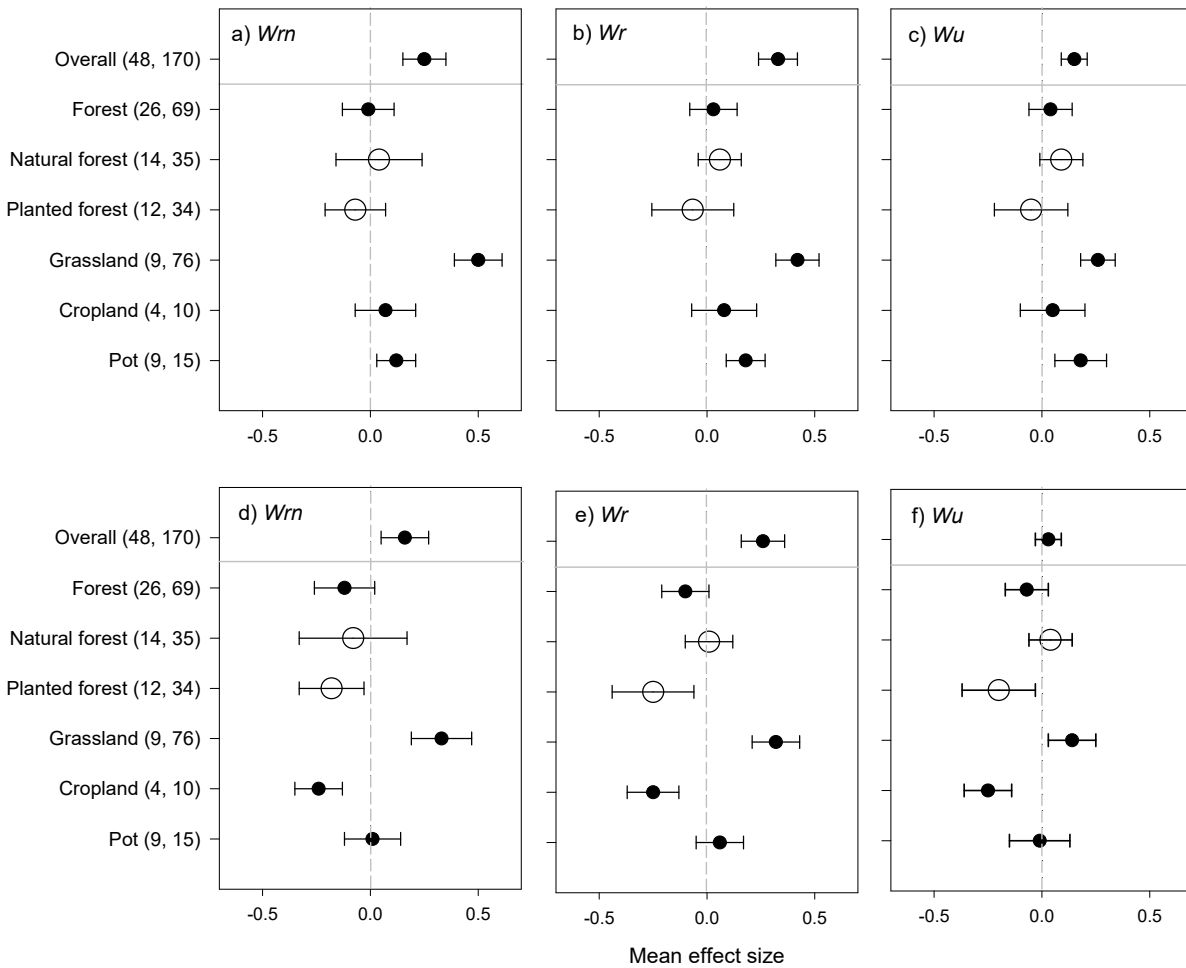 a) Wrn
b) Wr
c) Wu
Overall (48, 170)
Forest (26, 69)
Natural forest (14, 35)
Planted forest (12, 34)
Grassland (9, 76)
Cropland (4, 10)
Pot (9, 15)
-0.5 0.0 0.5
-0.5 0.0 0.5
-0.5 0.0 0.5
d) Wrn
e) Wr
f) Wu
Overall (48, 170)
Forest (26, 69)
Natural forest (14, 35)
Planted forest (12, 34)
Grassland (9, 76)
Cropland (4, 10)
Pot (9, 15)
-0.5 0.0 0.5
-0.5 0.0 0.5
-0.5 0.0 0.5
Mean effect size